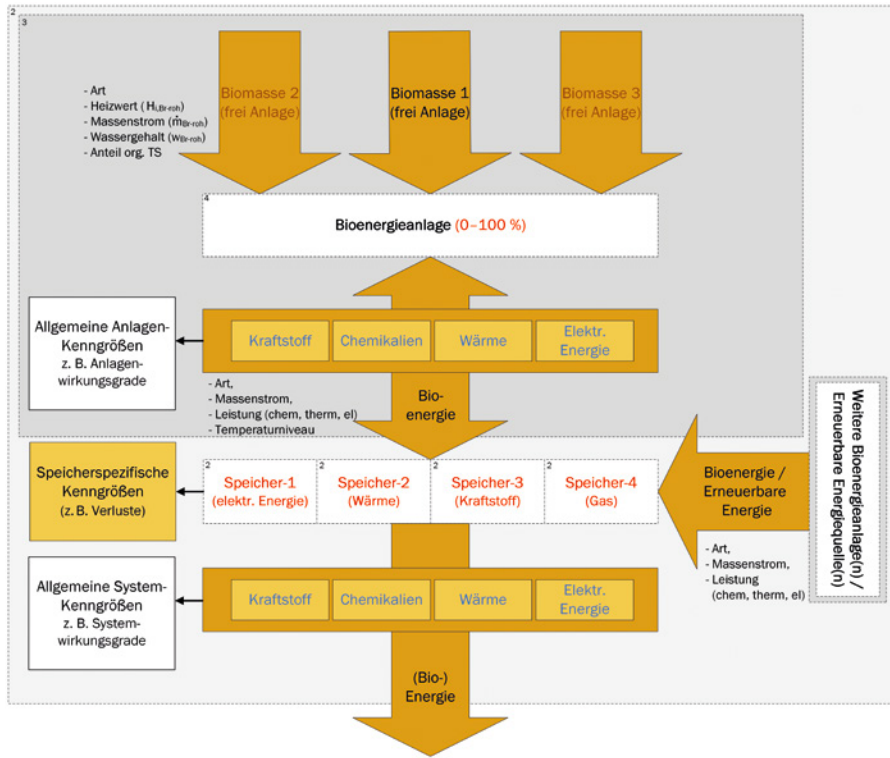 2
3
Biomasse 2
(frei Anlage)
Biomasse 1
(frei Anlage)
Biomasse 3
(frei Anlage)
- Art
- Heizwert (Hi,Br-roh)
- Massenstrom (ṁBr-roh)
- Wassergehalt (wBr-roh)
- Anteil org. TS
4
Bioenergieanlage (0–100 %)
Allgemeine Anlagen-
Kenngrößen
z. B. Anlagen-
wirkungsgrade
Kraftstoff
Chemikalien
Wärme
Elektr.
Energie
- Art,
- Massenstrom,
- Leistung (chem, therm, el)
- Temperaturniveau
Bio-
energie
Weitere Bioenergieanlage(n) /
Erneuerbare Energiequelle(n)
Speicherspezifische
Kenngrößen
(z. B. Verluste)
2
Speicher-1
(elektr. Energie)
2
Speicher-2
(Wärme)
2
Speicher-3
(Kraftstoff)
2
Speicher-4
(Gas)
Bioenergie /
Erneuerbare
Energie
- Art,
- Massenstrom,
- Leistung
(chem, therm, el)
Allgemeine System-
Kenngrößen
z. B. System-
wirkungsgrade
Kraftstoff
Chemikalien
Wärme
Elektr.
Energie
(Bio-)
Energie